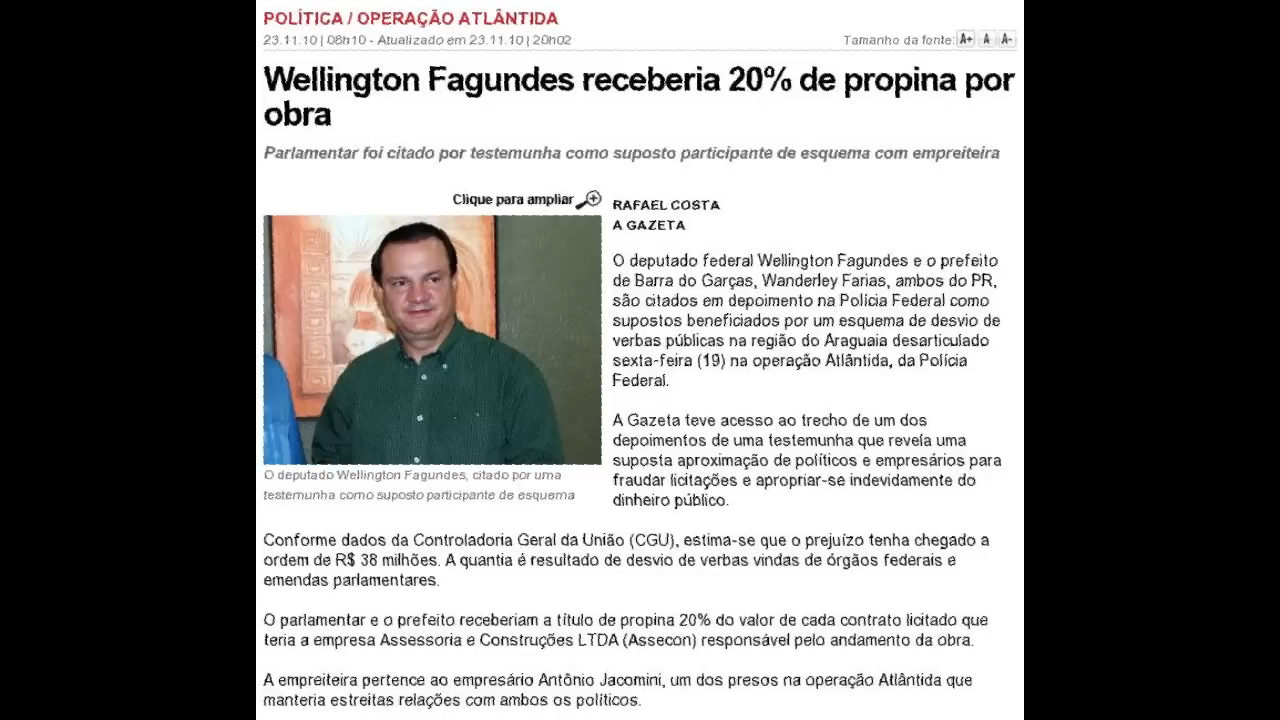 POLÍTICA / OPERAÇÃO ATLÂNTIDA
23.11.10 | 08h10 - Atualizado em 23.11.10 | 20h02
Tamanho da fonte: A+ A A-
Wellington Fagundes receberia 20% de propina por
obra
Parlamentar foi citado por testemunha como suposto participante de esquema com empreiteira
Clique para ampliar
O deputado Wellington Fagundes, citado por uma
testemunha como suposto participante de esquema
RAFAEL COSTA
A GAZETA
O deputado federal Wellington Fagundes e o prefeito
de Barra do Garças, Wanderley Farias, ambos do PR,
são citados em depoimento na Polícia Federal como
supostos beneficiados por um esquema de desvio de
verbas públicas na região do Araguaia desarticulado
sexta-feira (19) na operação Atlântida, da Polícia
Federal.
A Gazeta teve acesso ao trecho de um dos
depoimentos de uma testemunha que revela uma
suposta aproximação de políticos e empresários para
fraudar licitações e apropriar-se indevidamente do
dinheiro público.
Conforme dados da Controladoria Geral da União (CGU), estima-se que o prejuízo tenha chegado a
ordem de R$ 38 milhões. A quantia é resultado de desvio de verbas vindas de órgãos federais e
emendas parlamentares.
O parlamentar e o prefeito receberiam a título de propina 20% do valor de cada contrato licitado que
teria a empresa Assessoria e Construções LTDA (Assecon) responsável pelo andamento da obra.
A empreiteira pertence ao empresário Antônio Jacomini, um dos presos na operação Atlântida que
manteria estreitas relações com ambos os políticos.